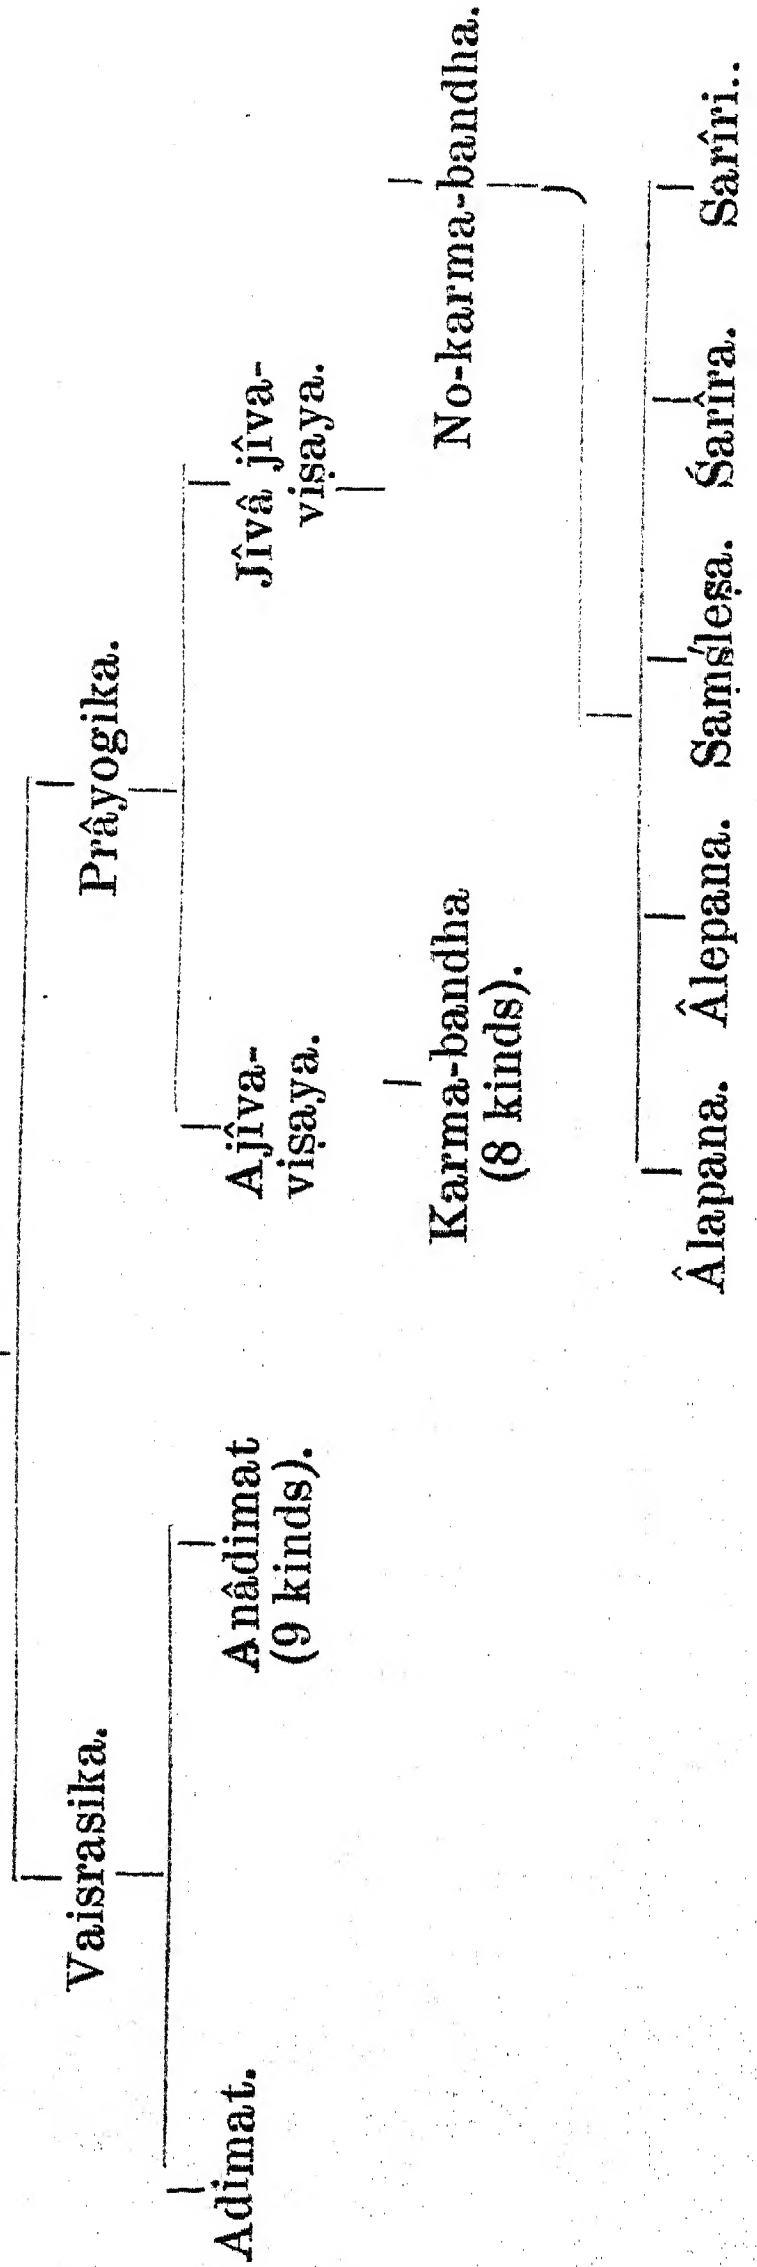 Vaisrasika.
Prâyogika.
Adimat.
Anâdimat
(9 kinds).
Ajîva-
viṣaya.
Jîvâ jîva-
viṣaya.
Karma-bandha
(8 kinds).
No-karma-bandha.
Âlapana.
Âlepana.
Saṃśleṣa.
Śarîra.
Sarîri..